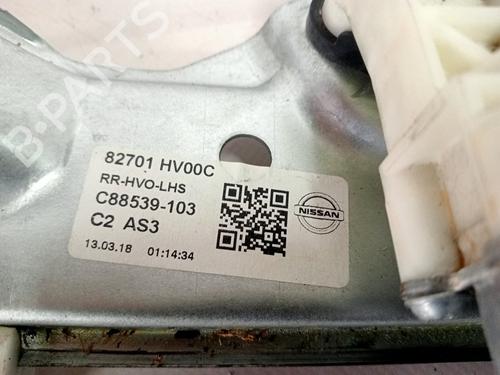 82701 HV00C
RR-HVO-LHS
C88539-103
C2 AS3
13.03.18 01:14:34
NISSAN
B-PARTS